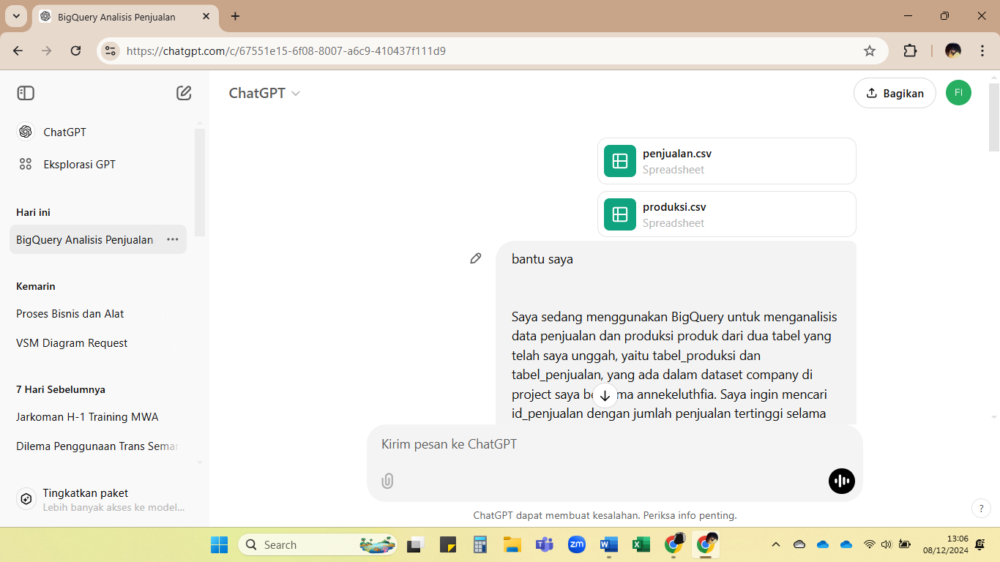 BigQuery Analisis Penjualan
https://chatgpt.com/c/67551e15-6f08-8007-a6c9-410437f111d9
ChatGPT
Bagikan
FI
ChatGPT
Eksplorasi GPT
Hari ini
BigQuery Analisis Penjualan
Kemarin
Proses Bisnis dan Alat
VSM Diagram Request
7 Hari Sebelumnya
Jarkoman H-1 Training MWA
Dilema Penggunaan Trans Semar
Tingkatkan paket
Lebih banyak akses ke model...
penjualan.csv
Spreadsheet
produksi.csv
Spreadsheet
bantu saya
Saya sedang menggunakan BigQuery untuk menganalisis
data penjualan dan produksi produk dari dua tabel yang
telah saya unggah, yaitu tabel_produksi dan
tabel_penjualan, yang ada dalam dataset company di
project saya be ma annekeluthfia. Saya ingin mencari
id_penjualan dengan jumlah penjualan tertinggi selama
Kirim pesan ke ChatGPT
ChatGPT dapat membuat kesalahan. Periksa info penting.
?
Search
zm
13:06
08/12/2024